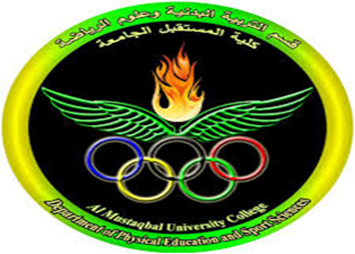 قسم التربية البدنية وعلوم الرياضة
كلية المستقبل الجامعة
Al Mustaqbal University College
Department of Physical Education and Sport Sciences